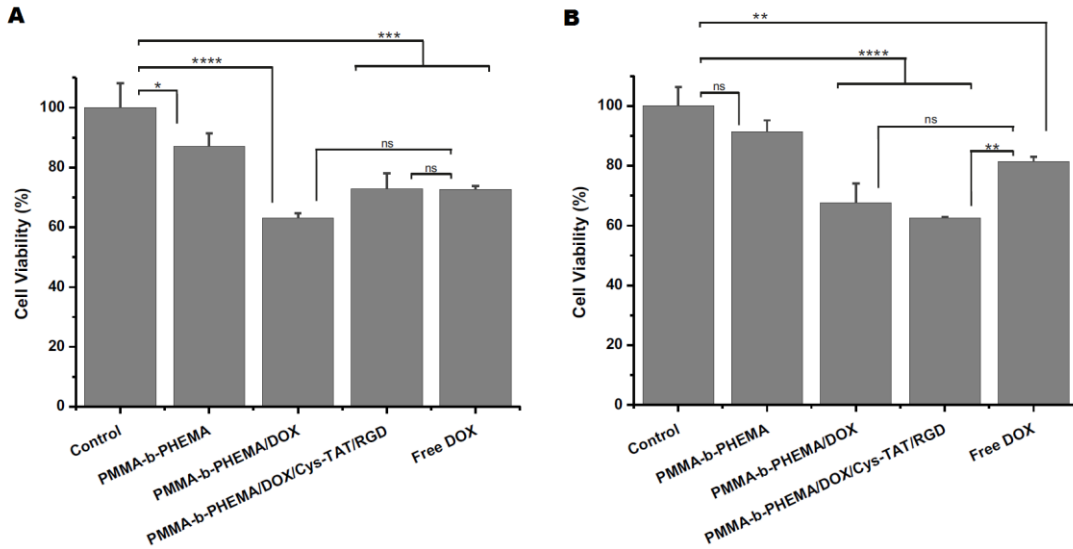 A
Cell Viability (%)
100
80
60
40
20
0
*
****
***
ns
ns
Control
PMMA-b-PHEMA
PMMA-b-PHEMA/DOX
PMMA-b-PHEMA/DOX/Cys-TAT/RGD
Free DOX
B
Cell Viability (%)
100
80
60
40
20
0
**
****
ns
ns
**
Control
PMMA-b-PHEMA
PMMA-b-PHEMA/DOX
PMMA-b-PHEMA/DOX/Cys-TAT/RGD
Free DOX